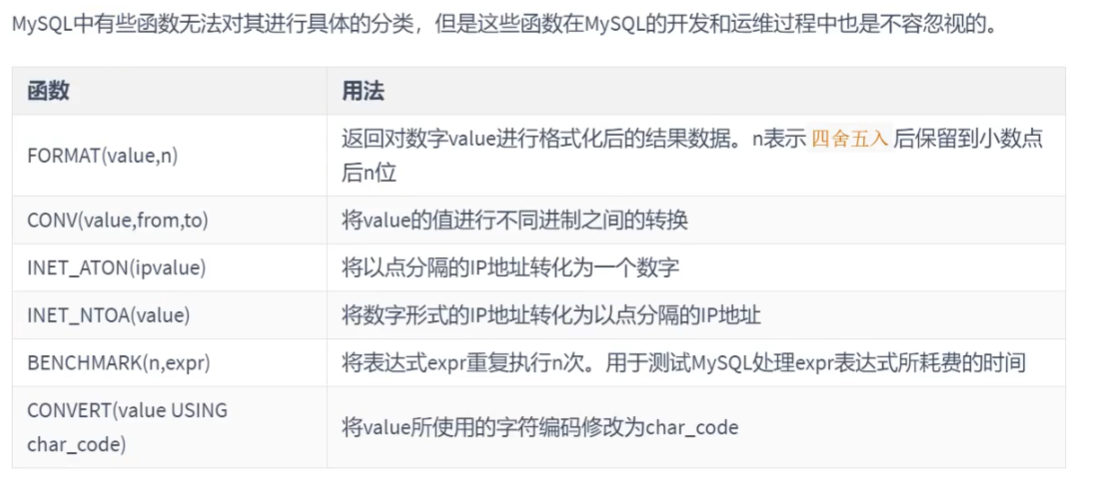 MySQL中有些函数无法对其进行具体的分类，但是这些函数在MySQL的开发和运维过程中也是不容忽视的。
函数 用法
FORMAT(value,n) 返回对数字value进行格式化后的结果数据。n表示 四舍五入 后保留到小数点
后n位
CONV(value,from,to) 将value的值进行不同进制之间的转换
INET_ATON(ipvalue) 将以点分隔的IP地址转化为一个数字
INET_NTOA(value) 将数字形式的IP地址转化为以点分隔的IP地址
BENCHMARK(n,expr) 将表达式expr重复执行n次。用于测试MySQL处理expr表达式所耗费的时间
CONVERT(value USING
char_code) 将value所使用的字符编码修改为char_code